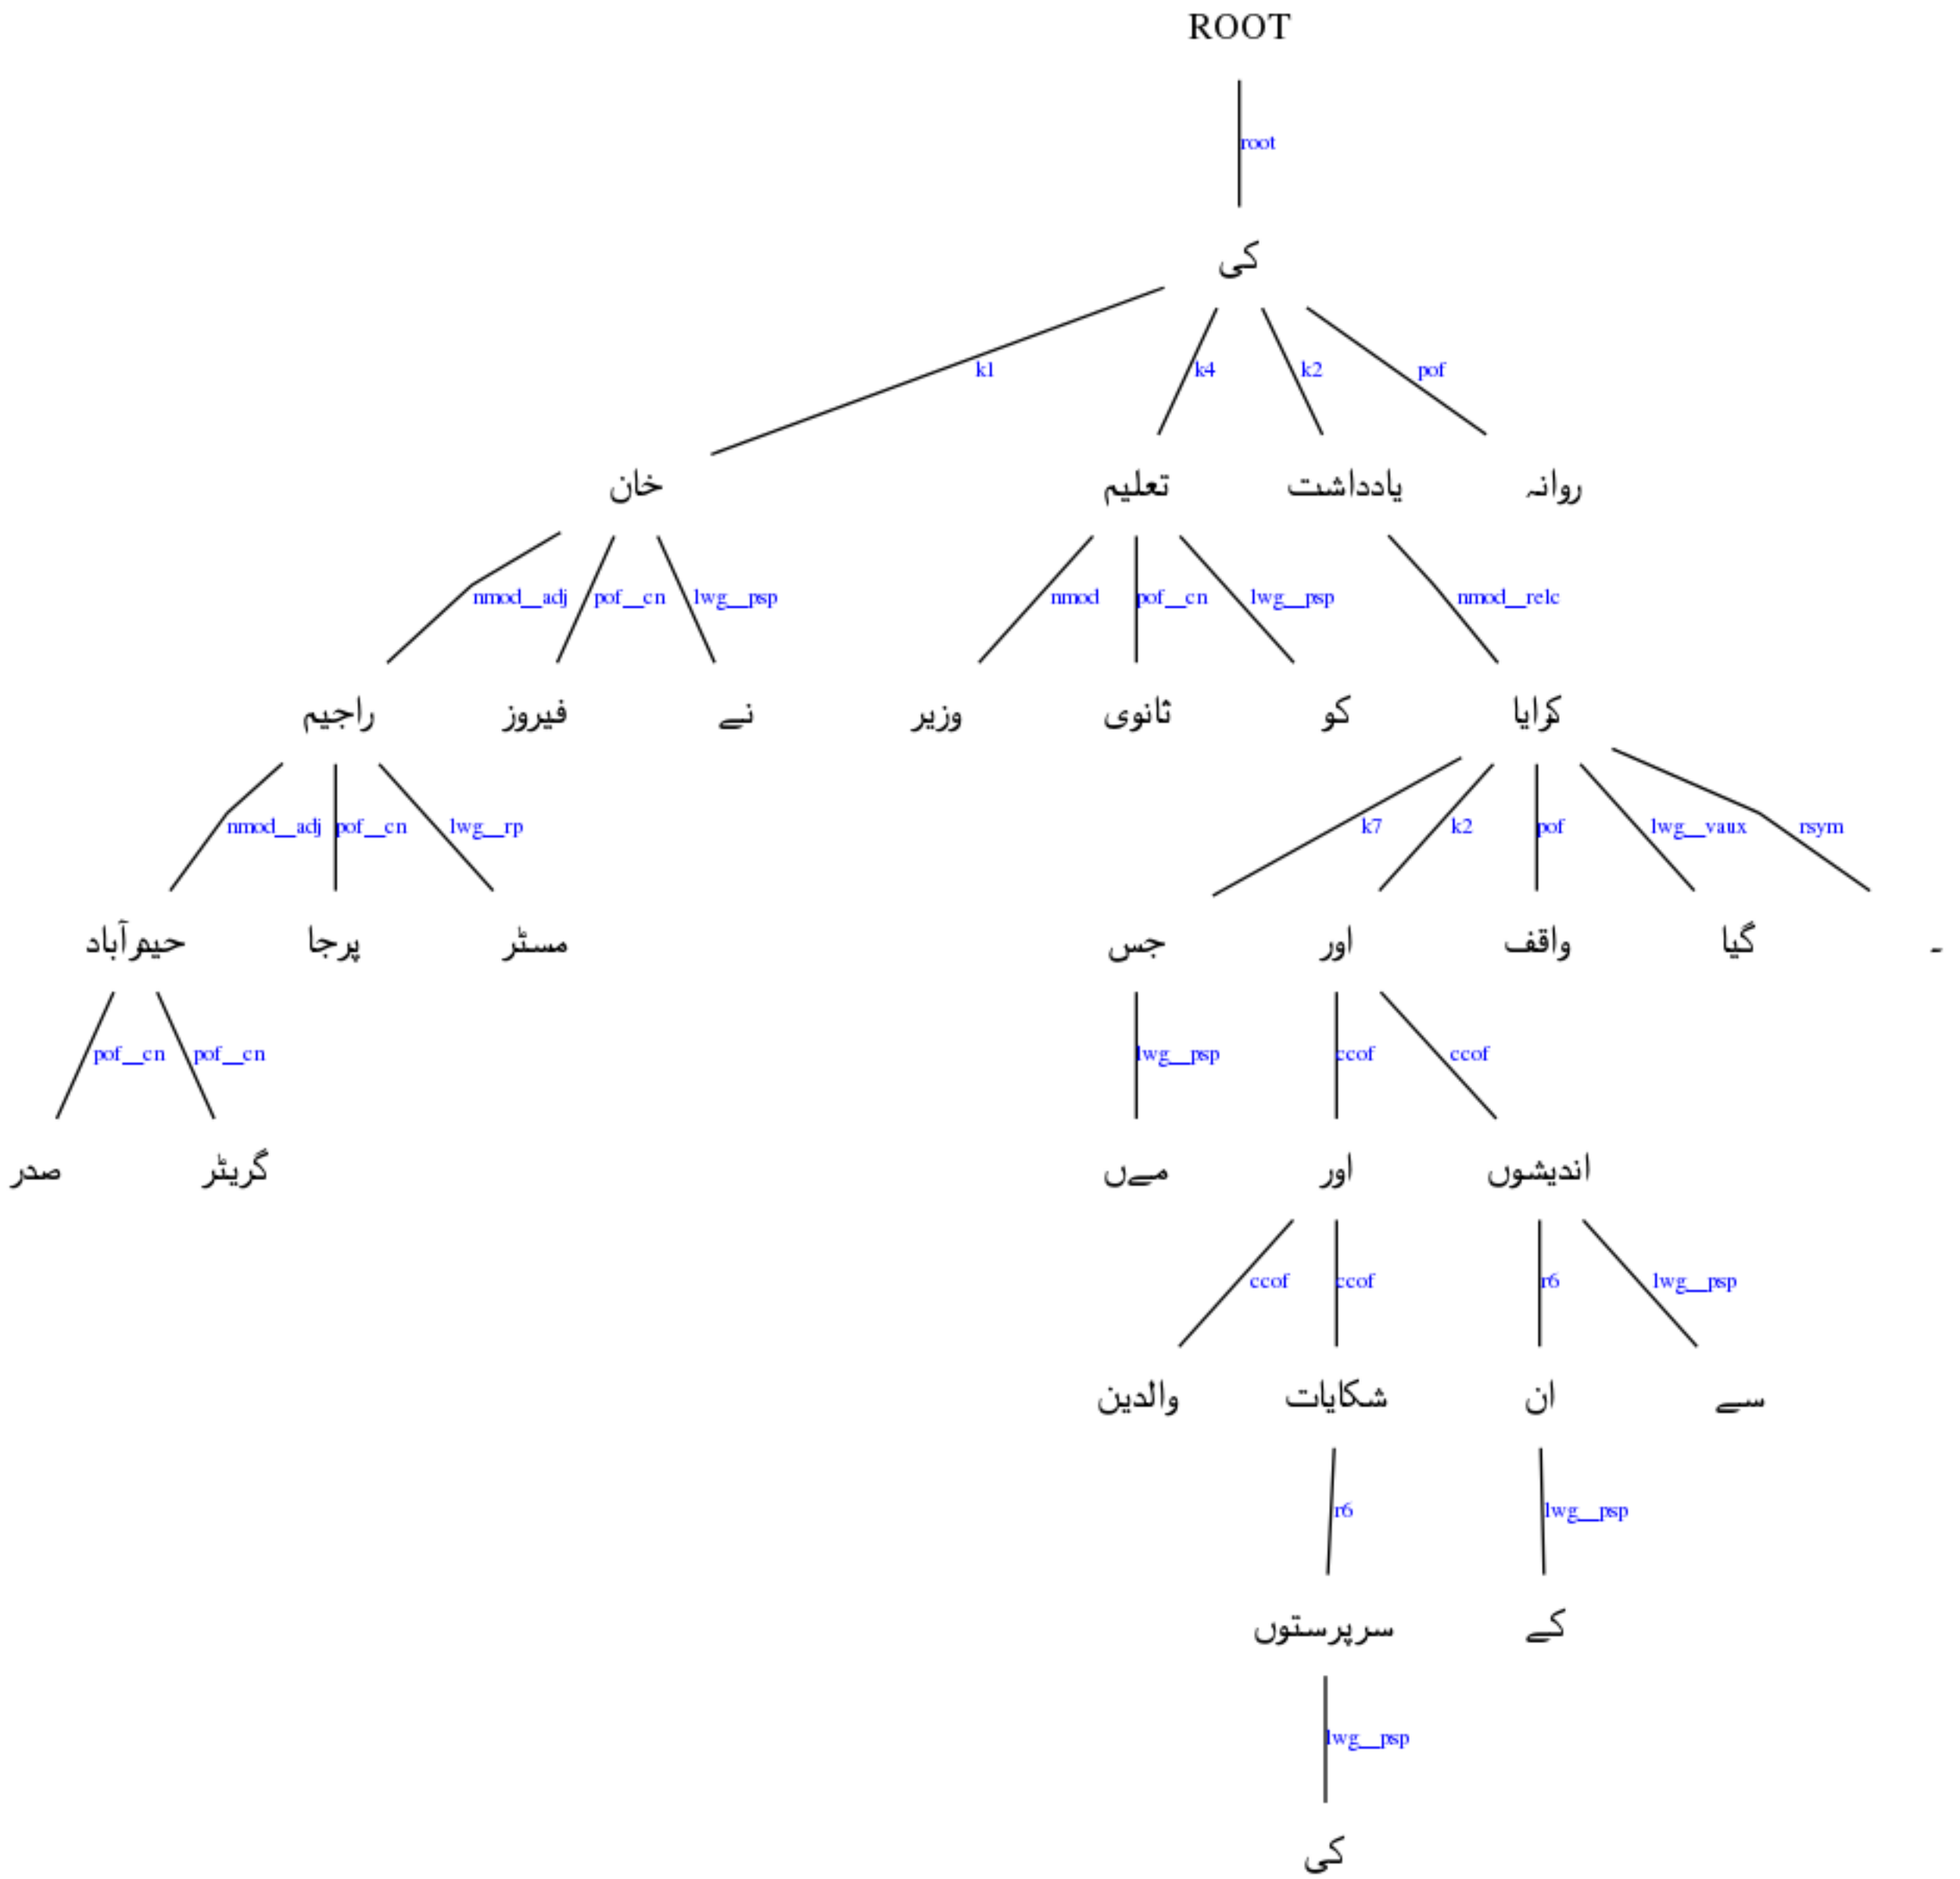 ROOT
root
کی
k1 k4 k2 pof
خان تعلیم یادداشت روانہ
nmod__adj pof__cn lwg__psp nmod pof__cn lwg__psp nmod__relc
راجیم فیروز نے وزیر ثانوی کو کرایا
nmod__adj pof__cn lwg__rp k7 k2 pof lwg__vaux rsym
پرجا مسٹر جس اور واقف گیا ۔
pof__cn pof__cn lwg__psp ccof ccof
صدر گریٹر مےں اور اندیشوں
ccof ccof r6 lwg__psp
والدین شکایات ان سے
r6 lwg__psp
سرپرستوں کے
lwg__psp
کی